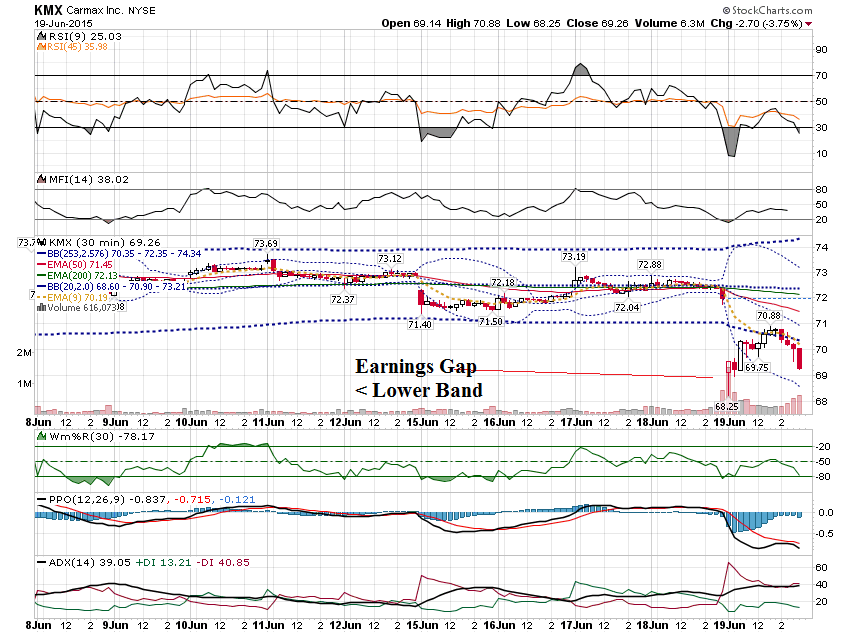 KMX Carmax Inc. NYSE
© StockCharts.com
19-Jun-2015
Open 69.14 High 70.88 Low 68.25 Close 69.26 Volume 6.3M Chg -2.70 (-3.75%)
RSI(9) 25.03
RSI(45) 35.98
90
70
50
30
10
MFI(14) 38.02
80
50
20
KMX (30 min) 69.26
BB(253,2.576) 70.35 - 72.35 - 74.34
EMA(50) 71.45
EMA(200) 72.13
BB(20,2.0) 68.60 - 70.90 - 73.21
EMA(9) 70.19
Volume 616,073
73.69
73.12
73.19
72.88
72.37
72.18
72.04
71.40
71.50
70.88
69.75
68.25
74
73
72
71
70
69
68
2M
1M
Earnings Gap
< Lower Band
8Jun 12 2 9Jun 12 2 10Jun 12 2 11Jun 12 2 12Jun 12 2 15Jun 12 2 16Jun 12 2 17Jun 12 2 18Jun 12 2 19Jun 12 2
Wm%R(30) -78.17
-20
-50
-80
PPO(12,26,9) -0.837, -0.715, -0.121
0.0
-0.5
ADX(14) 39.05 +DI 13.21 -DI 40.85
60
40
20
8Jun 12 2 9Jun 12 2 10Jun 12 2 11Jun 12 2 12Jun 12 2 15Jun 12 2 16Jun 12 2 17Jun 12 2 18Jun 12 2 19Jun 12 2